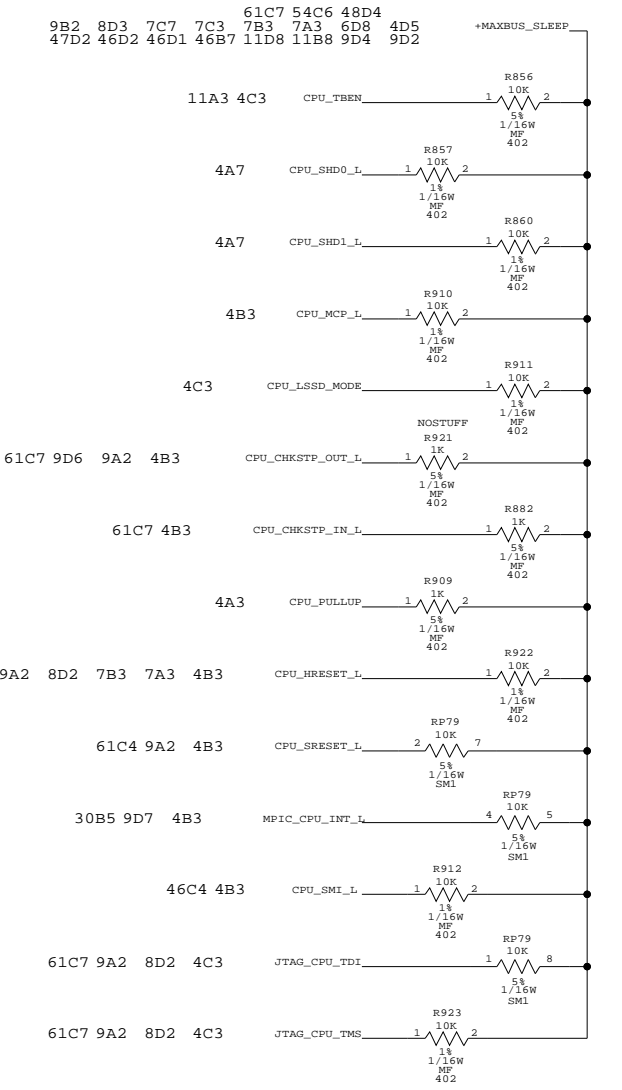 61C7 54C6 48D4
9B2 8D3 7C7 7C3 7B3 7A3 6D8 4D5
47D2 46D2 46D1 46B7 11D8 11B8 9D4 9D2
+MAXBUS_SLEEP
R856
11A3 4C3 CPU_TBEN 1 10K 2
5%
1/16W
MF
402
R857
4A7 CPU_SHD0_L 1 10K 2
1%
1/16W
MF
402
R860
4A7 CPU_SHD1_L 1 10K 2
1%
1/16W
MF
402
R910
4B3 CPU_MCP_L 1 10K 2
1%
1/16W
MF
402
R911
4C3 CPU_LSSD_MODE 1 10K 2
1%
1/16W
MF
402
NOSTUFF
R921
61C7 9D6 9A2 4B3 CPU_CHKSTP_OUT_L 1 1K 2
5%
1/16W
MF
402
R882
61C7 4B3 CPU_CHKSTP_IN_L 1 1K 2
5%
1/16W
MF
402
R909
4A3 CPU_PULLUP 1 1K 2
5%
1/16W
MF
402
R922
9A2 8D2 7B3 7A3 4B3 CPU_HRESET_L 1 10K 2
1%
1/16W
MF
402
RP79
61C4 9A2 4B3 CPU_SRESET_L 2 10K 7
5%
1/16W
SM1
RP79
30B5 9D7 4B3 MPIC_CPU_INT_L 4 10K 5
5%
1/16W
SM1
R912
46C4 4B3 CPU_SMI_L 1 10K 2
1%
1/16W
MF
402
RP79
61C7 9A2 8D2 4C3 JTAG_CPU_TDI 1 10K 8
5%
1/16W
SM1
R923
61C7 9A2 8D2 4C3 JTAG_CPU_TMS 1 10K 2
1%
1/16W
MF
402